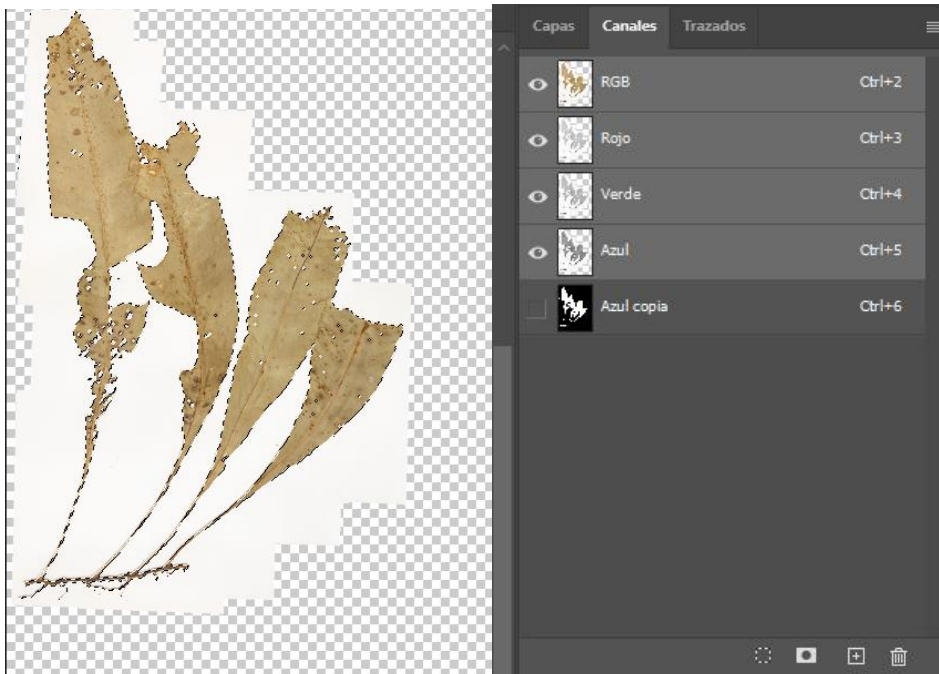 Capas Canales Trazados
RGB Ctrl+2
Rojo Ctrl+3
Verde Ctrl+4
Azul Ctrl+5
Azul copia Ctrl+6